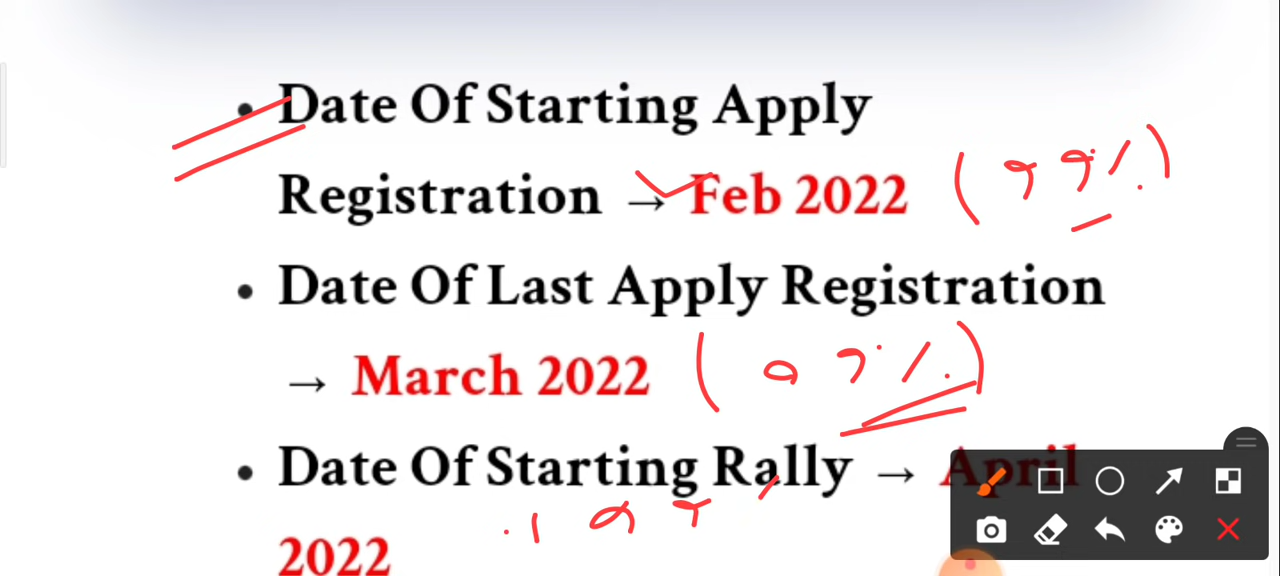 • Date Of Starting Apply
Registration → Feb 2022 (99%)
• Date Of Last Apply Registration
→ March 2022
• Date Of Starting Rally → April
2022